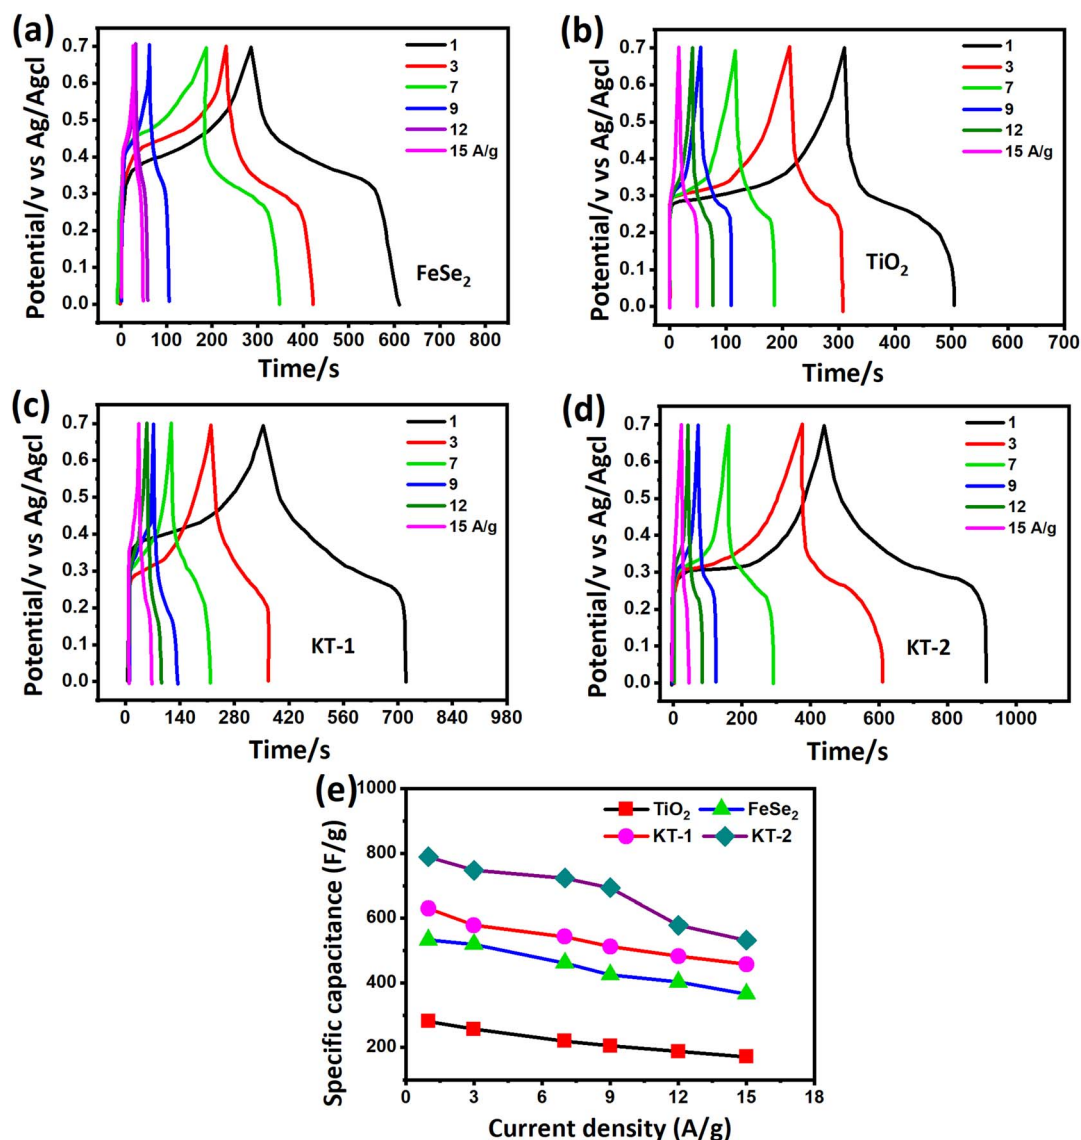 (a)
0.7
0.6
0.5
0.4
0.3
0.2
0.1
0.0
Potential/v vs Ag/Agcl
1
3
7
9
12
15 A/g
FeSe2
0 100 200 300 400 500 600 700 800
Time/s
(b)
0.7
0.6
0.5
0.4
0.3
0.2
0.1
0.0
Potential/v vs Ag/Agcl
1
3
7
6
12
15 A/g
TiO2
0 100 200 300 400 500 600 700
Time/s
(c)
0.7
0.6
0.5
0.4
0.3
0.2
0.1
0.0
Potential/v vs Ag/Agcl
1
3
7
9
12
15 A/g
KT-1
0 140 280 420 560 700 840 980
Time/s
(d)
0.7
0.6
0.5
0.4
0.3
0.2
0.1
0.0
Potential/v vs Ag/Agcl
1
3
7
9
12
15 A/g
KT-2
0 200 400 600 800 1000
Time/s
(e)
1000
800
600
400
200
Specific capacitance (F/g)
TiO2 FeSe2
KT-1 KT-2
0 3 6 9 12 15 18
Current density (A/g)